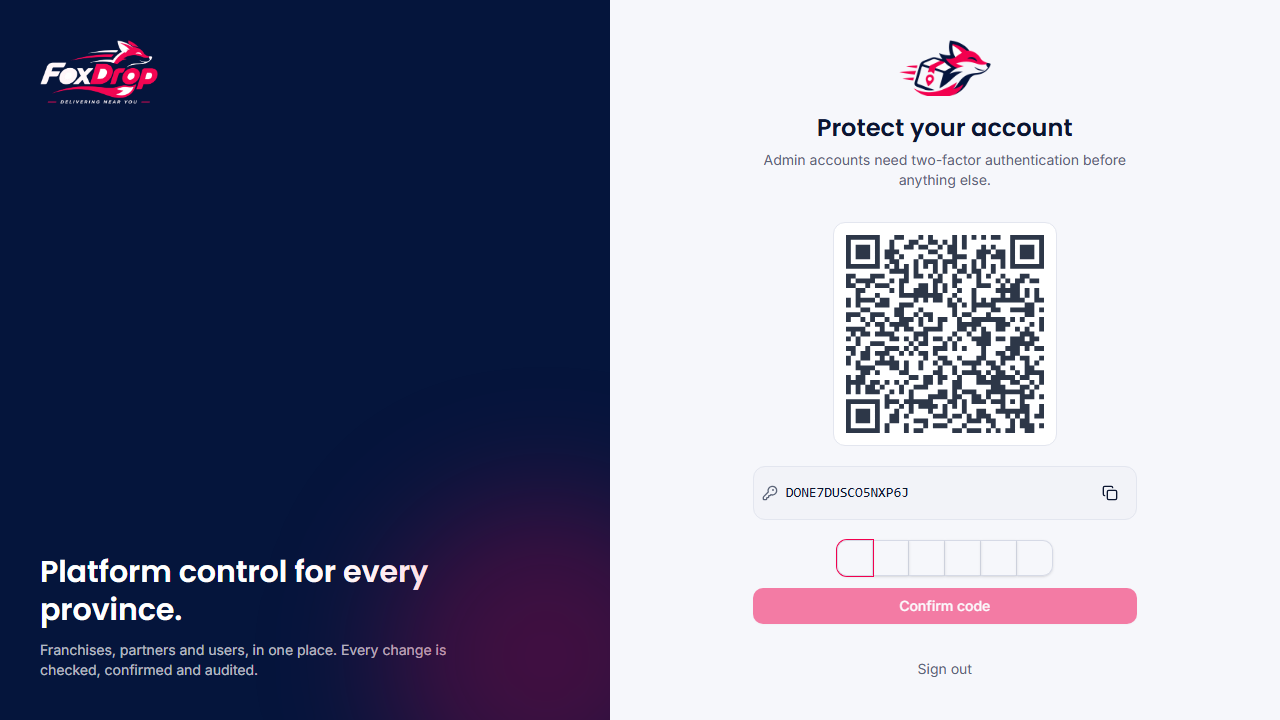 FoxDrop
DELIVERING NEAR YOU
Platform control for every
province.
Franchises, partners and users, in one place. Every change is
checked, confirmed and audited.
Protect your account
Admin accounts need two-factor authentication before
anything else.
DONE7DUSCO5NXP6J
Confirm code
Sign out